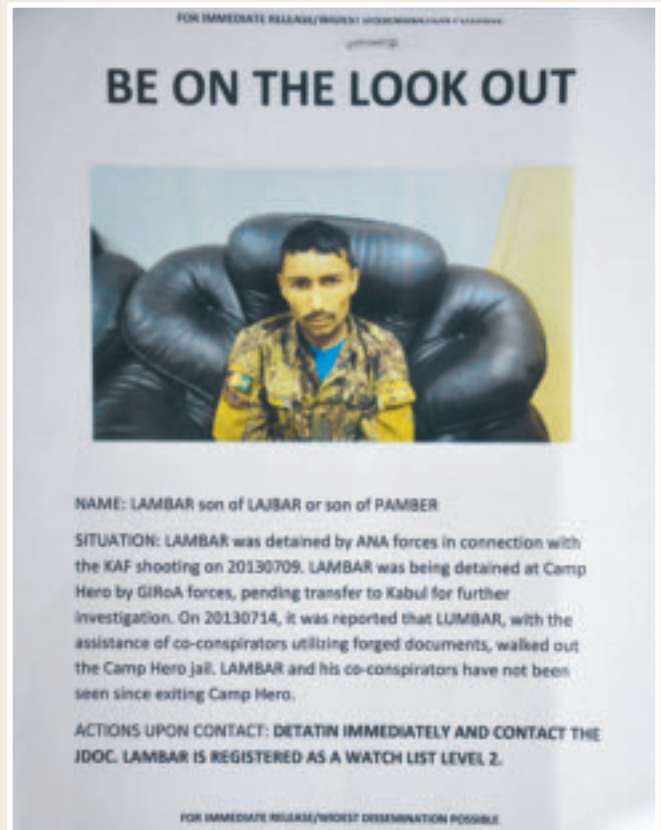 FOR IMMEDIATE RELEASE/WIDEST DISSEMINATION POSSIBLE
BE ON THE LOOK OUT
NAME: LAMBAR son of LAJBAR or son of PAMBER
SITUATION: LAMBAR was detained by ANA forces in connection with
the KAF shooting on 20130709. LAMBAR was being detained at Camp
Hero by GIRoA forces, pending transfer to Kabul for further
investigation. On 20130714, it was reported that LUMBAR, with the
assistance of co-conspirators utilizing forged documents, walked out
the Camp Hero jail. LAMBAR and his co-conspirators have not been
seen since exiting Camp Hero.
ACTIONS UPON CONTACT: DETATIN IMMEDIATELY AND CONTACT THE
JDOC. LAMBAR IS REGISTERED AS A WATCH LIST LEVEL 2.
FOR IMMEDIATE RELEASE/WIDEST DISSEMINATION POSSIBLE